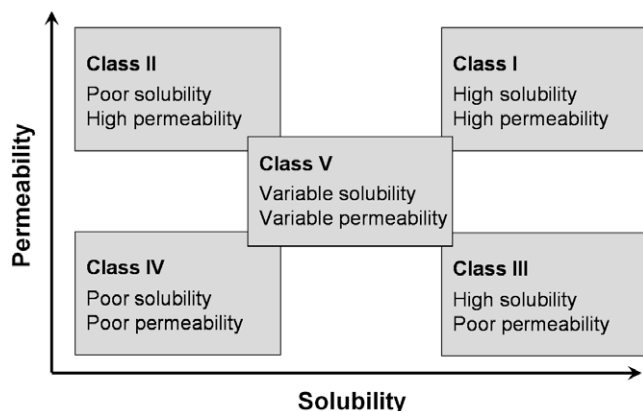 Permeability
Class II
Poor solubility
High permeability
Class I
High solubility
High permeability
Class V
Variable solubility
Variable permeability
Class IV
Poor solubility
Poor permeability
Class III
High solubility
Poor permeability
Solubility